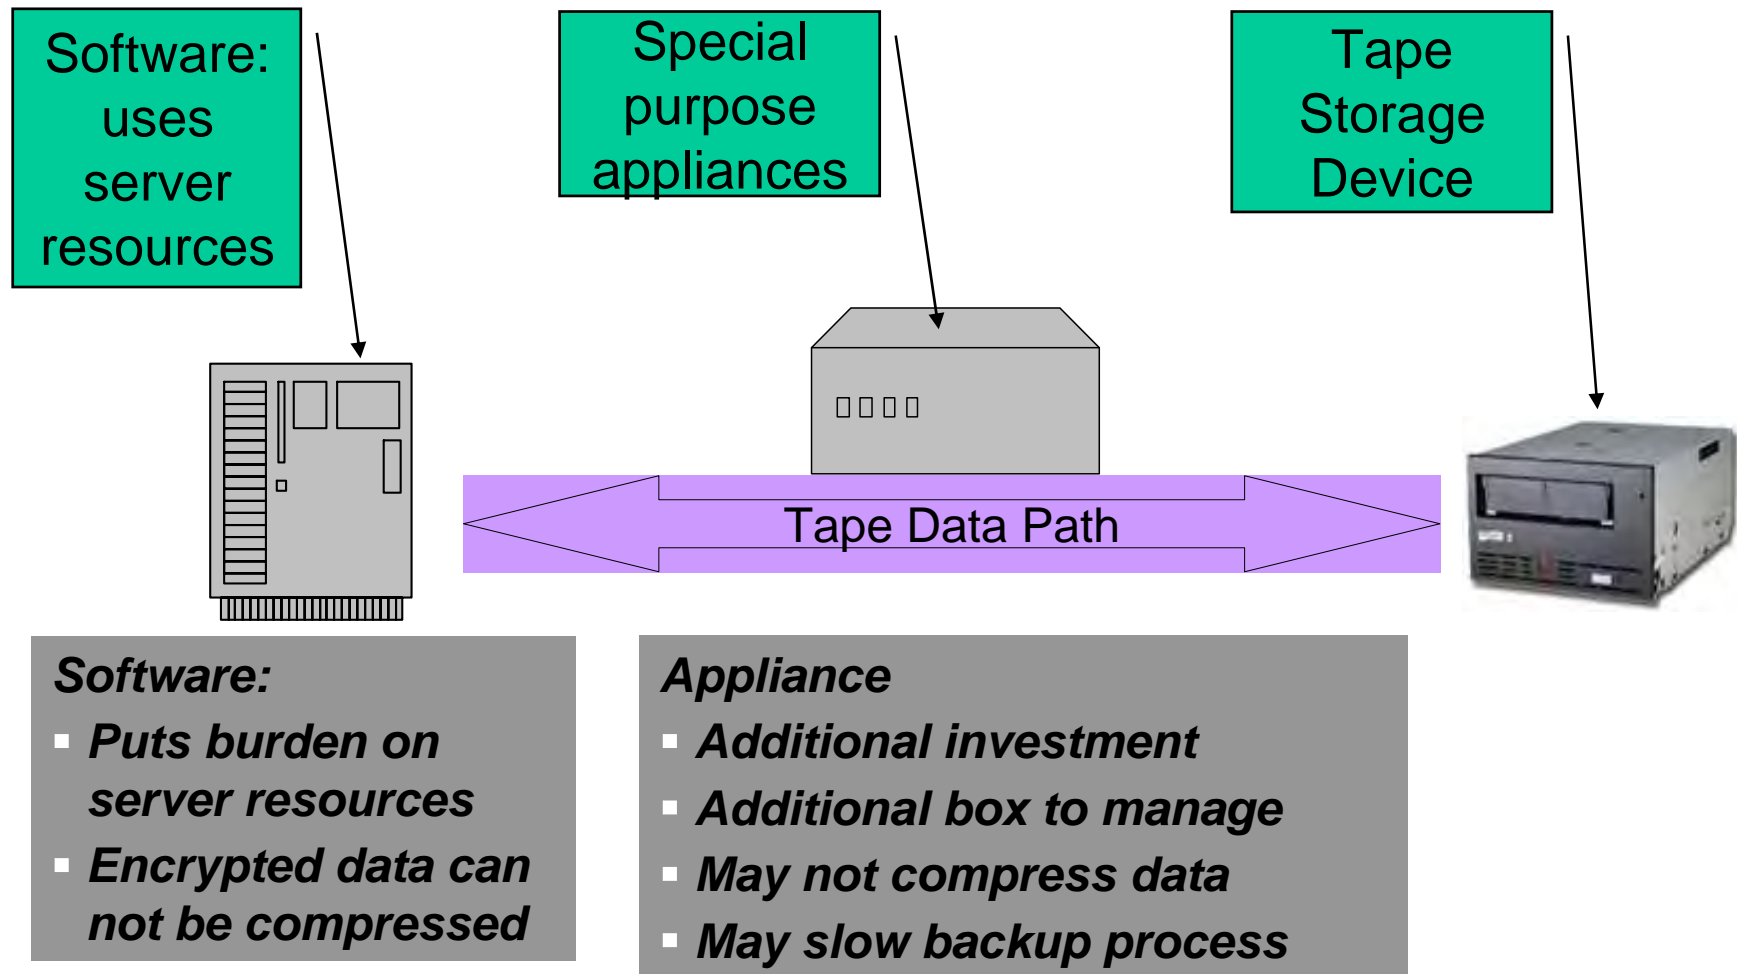 Software:
uses
server
resources
Special
purpose
appliances
Tape
Storage
Device
Tape Data Path
Software:
▪ Puts burden on
server resources
▪ Encrypted data can
not be compressed
Appliance
▪ Additional investment
▪ Additional box to manage
▪ May not compress data
▪ May slow backup process